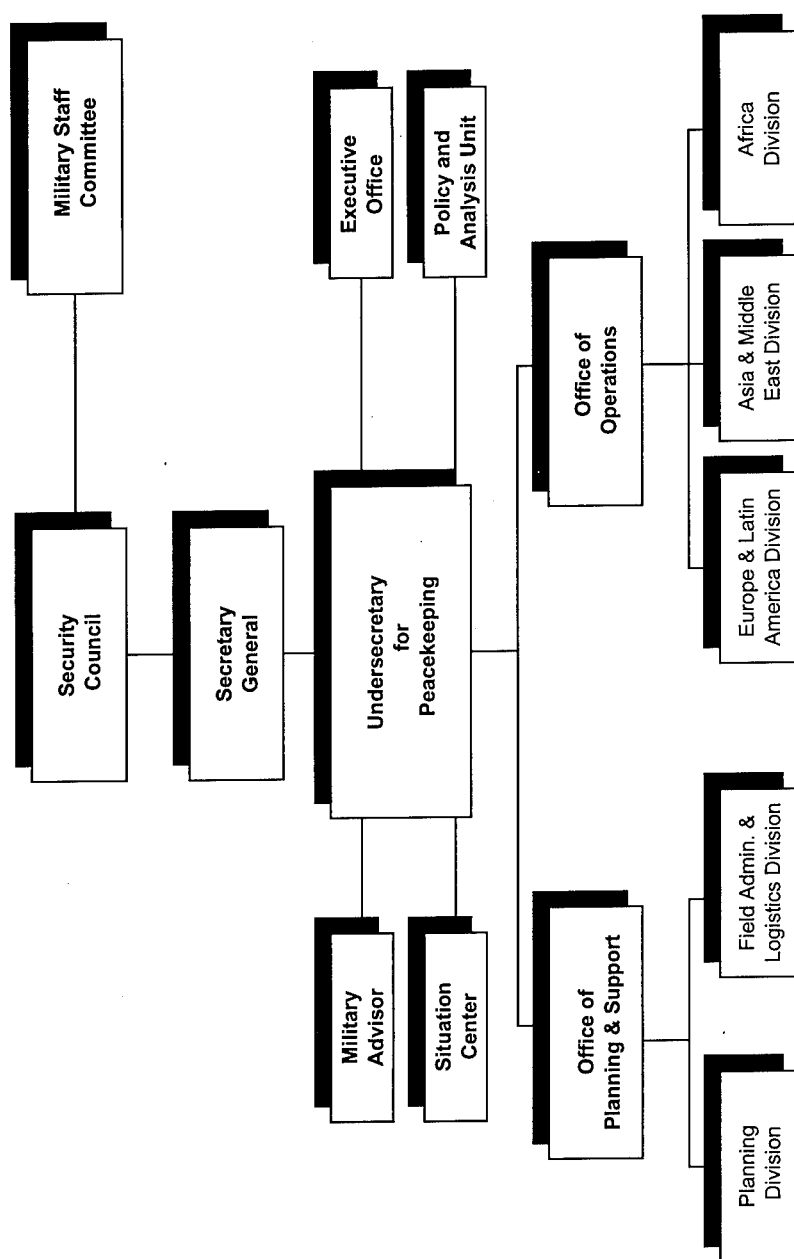 Security
Council
Military Staff
Committee
Secretary
General
Military
Advisor
Undersecretary
for
Peacekeeping
Executive
Office
Situation
Center
Policy and
Analysis Unit
Office of
Planning & Support
Office of
Operations
Planning
Division
Field Admin. &
Logistics Division
Europe & Latin
America Division
Asia & Middle
East Division
Africa
Division